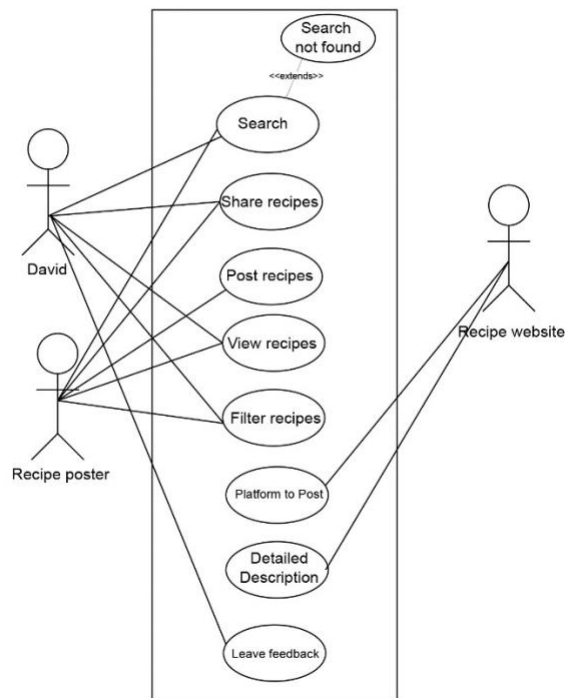 Search
not found
<<extends>>
Search
Share recipes
David
Post recipes
Recipe website
View recipes
Filter recipes
Recipe poster
Platform to Post
Detailed
Description
Leave feedback